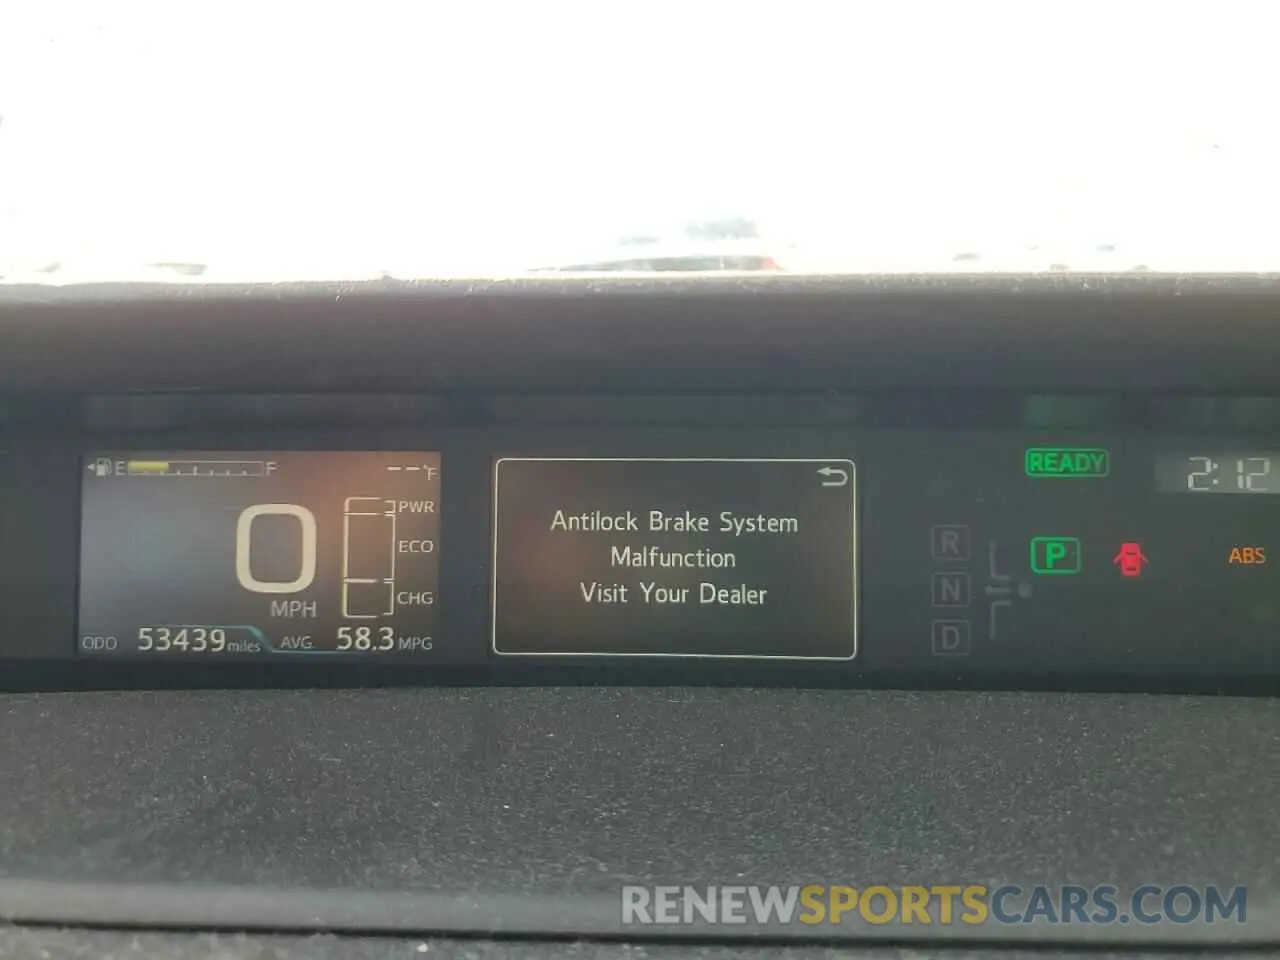 E F --°F
READY
2:12
0
MPH
PWR
ECO
CHG
ODO 53439 miles AVG. 58.3 MPG
Antilock Brake System
Malfunction
Visit Your Dealer
R
N
D
P
ABS
RENEWSPORTSCARS.COM